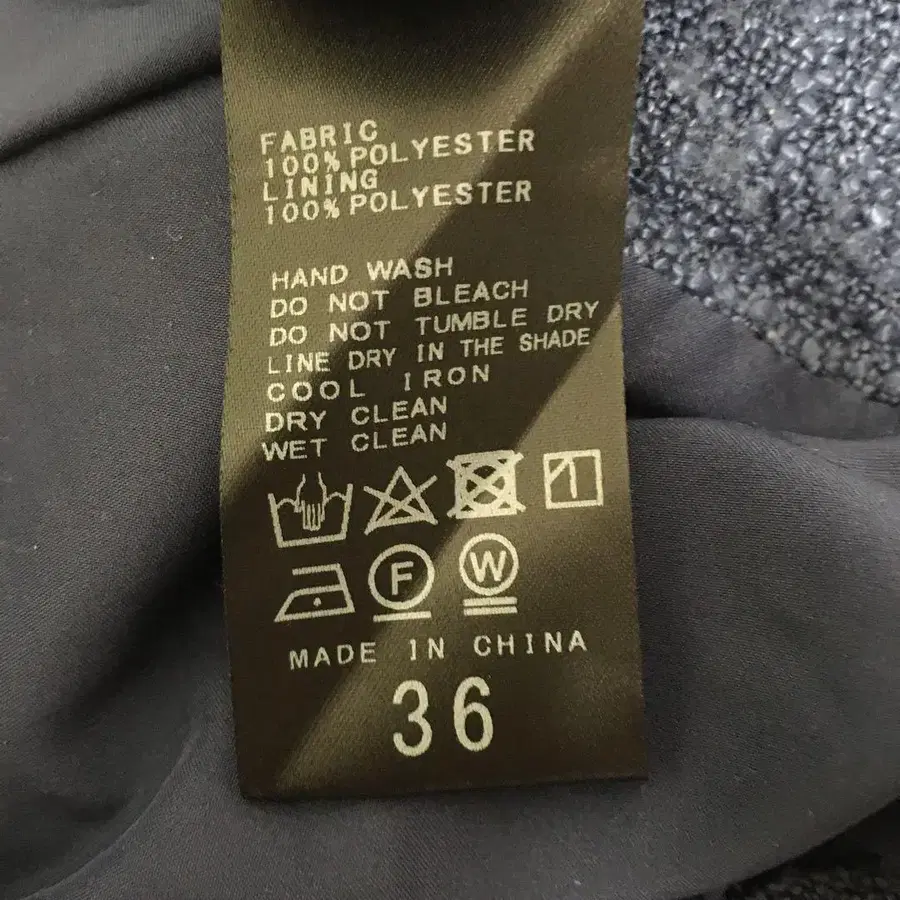 FABRIC
100% POLYESTER
LINING
100% POLYESTER
HAND WASH
DO NOT BLEACH
DO NOT TUMBLE DRY
LINE DRY IN THE SHADE
COOL IRON
DRY CLEAN
WET CLEAN
F W
MADE IN CHINA
36